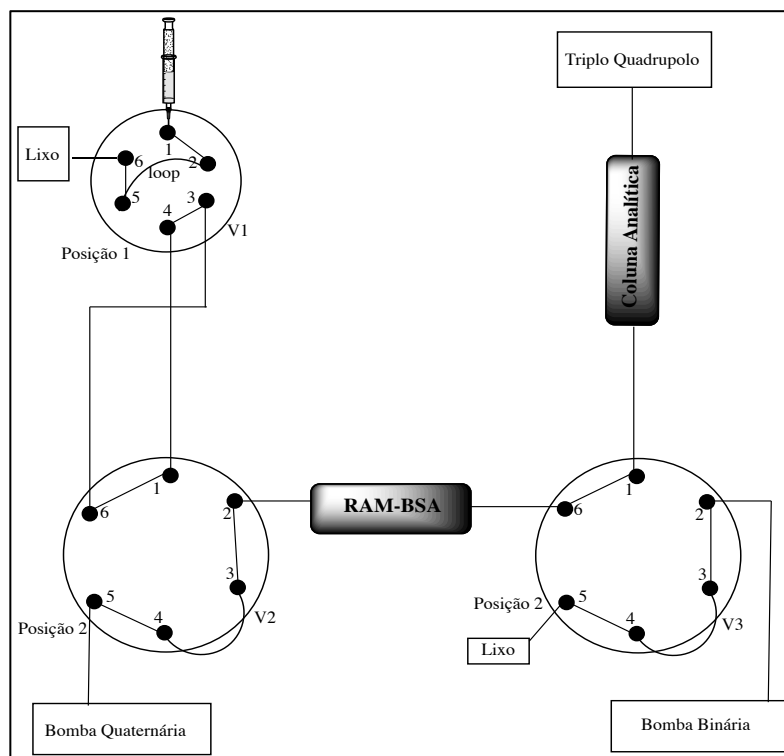 Triplo Quadrupolo
1
2
6
Lixo
loop
5
3
4
V1
Posição 1
Coluna Analítica
1
2
6
RAM-BSA
3
5
4
V2
Posição 2
Bomba Quaternária
1
2
6
3
5
4
V3
Posição 2
Lixo
Bomba Binária